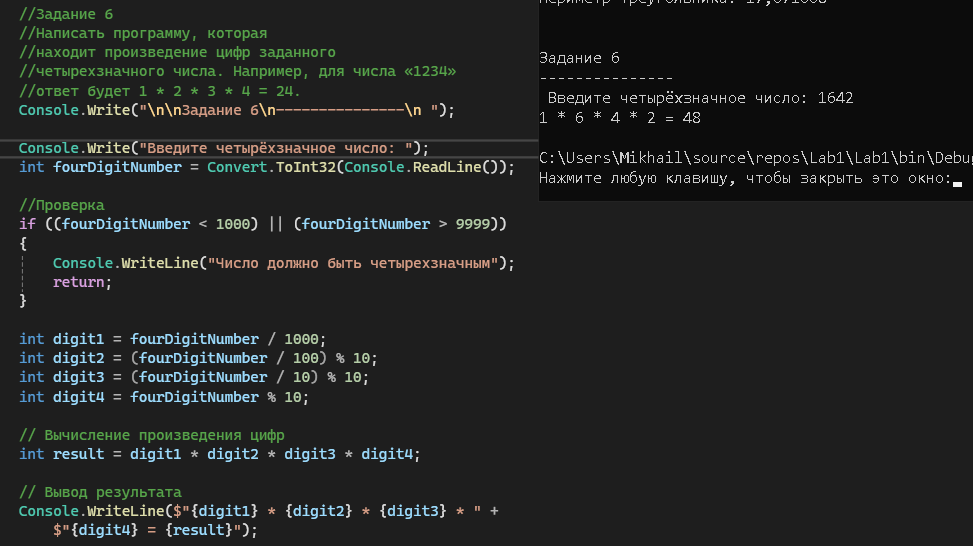 //Задание 6
//Написать программу, которая
//находит произведение цифр заданного
//четырехзначного числа. Например, для числа «1234»
//ответ будет 1 * 2 * 3 * 4 = 24.
Console.Write("\n\nЗадание 6\n---------------\n ");
Console.Write("Введите четырёхзначное число: ");
int fourDigitNumber = Convert.ToInt32(Console.ReadLine());
//Проверка
if ((fourDigitNumber < 1000) || (fourDigitNumber > 9999))
{
Console.WriteLine("Число должно быть четырехзначным");
return;
}
int digit1 = fourDigitNumber / 1000;
int digit2 = (fourDigitNumber / 100) % 10;
int digit3 = (fourDigitNumber / 10) % 10;
int digit4 = fourDigitNumber % 10;
// Вычисление произведения цифр
int result = digit1 * digit2 * digit3 * digit4;
// Вывод результата
Console.WriteLine($"{digit1} * {digit2} * {digit3} * " +
$"{digit4} = {result}");
Задание 6
---------------
Введите четырёхзначное число: 1642
1 * 6 * 4 * 2 = 48
C:\Users\Mikhail\source\repos\Lab1\Lab1\bin\Debu
Нажмите любую клавишу, чтобы закрыть это окно: